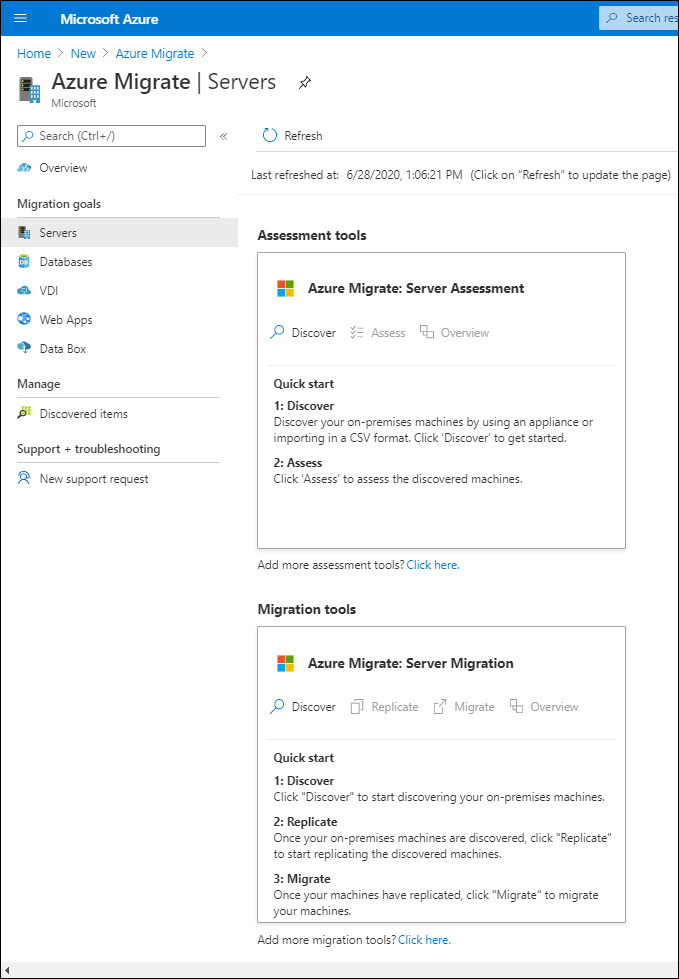 Microsoft Azure
Search res
Home > New > Azure Migrate >
Azure Migrate | Servers
Microsoft
Search (Ctrl+/)
«
Refresh
Overview
Last refreshed at: 6/28/2020, 1:06:21 PM (Click on “Refresh” to update the page)
Migration goals
Servers
Databases
VDI
Web Apps
Data Box
Manage
Discovered items
Support + troubleshooting
New support request
Assessment tools
Azure Migrate: Server Assessment
Discover Assess Overview
Quick start
1: Discover
Discover your on-premises machines by using an appliance or
importing in a CSV format. Click ‘Discover’ to get started.
2: Assess
Click ‘Assess’ to assess the discovered machines.
Add more assessment tools? Click here.
Migration tools
Azure Migrate: Server Migration
Discover Replicate Migrate Overview
Quick start
1: Discover
Click "Discover" to start discovering your on-premises machines.
2: Replicate
Once your on-premises machines are discovered, click "Replicate"
to start replicating the discovered machines.
3: Migrate
Once your machines have replicated, click "Migrate" to migrate
your machines.
Add more migration tools? Click here.